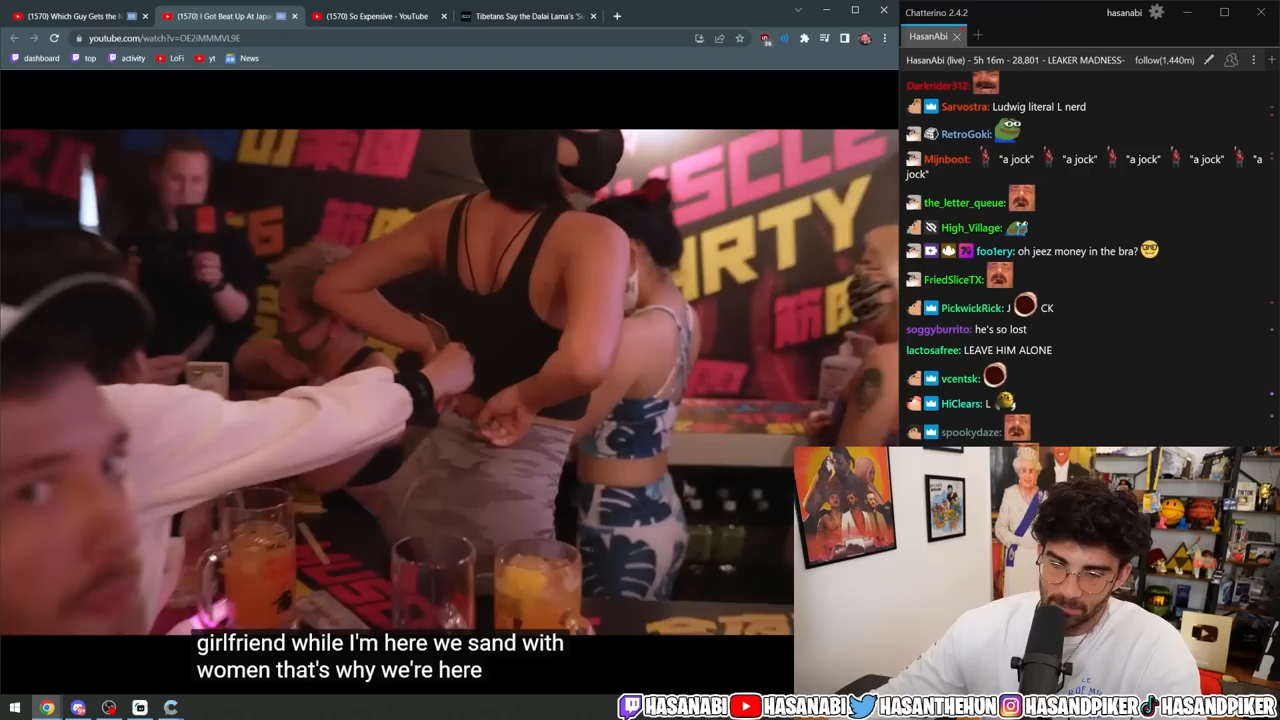 (1570) Which Guy Gets the M
(1570) I Got Beat Up At Japa
(1570) So Expensive - YouTube
Tibetans Say the Dalai Lama's 'Su
youtube.com/watch?v=OE2iMMMVL9E
dashboard
top
activity
LoFi
yt
News
MUSCLE
PARTY
girlfriend while I'm here we sand with
women that's why we're here
Chatterino 2.4.2
hasanabi
HasanAbi
HasanAbi (live) - 5h 16m - 28,801 - LEAKER MADNESS-
follow(1,440m)
Darkrider312:
Sarvostra: Ludwig literal L nerd
RetroGoki:
Mijnboot: "a jock" "a jock" "a jock" "a jock" "a
jock"
the_letter_queue:
High_Village:
foo1ery: oh jeez money in the bra?
FriedSliceTX:
PickwickRick: J CK
soggyburrito: he's so lost
lactosafree: LEAVE HIM ALONE
vcentsk:
HiClears: L
spookydaze:
HASANABI HASANABI HASANTHEHUN HASANDPIKER HASANDPIKER